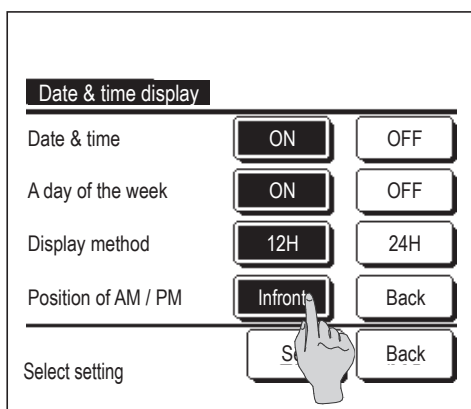 Date & time display
Date & time ON OFF
A day of the week ON OFF
Display method 12H 24H
Position of AM / PM Infront Back
Select setting Back